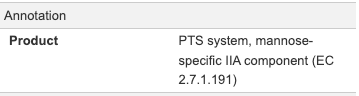 Annotation
Product
PTS system, mannose-
specific IIA component (EC
2.7.1.191)